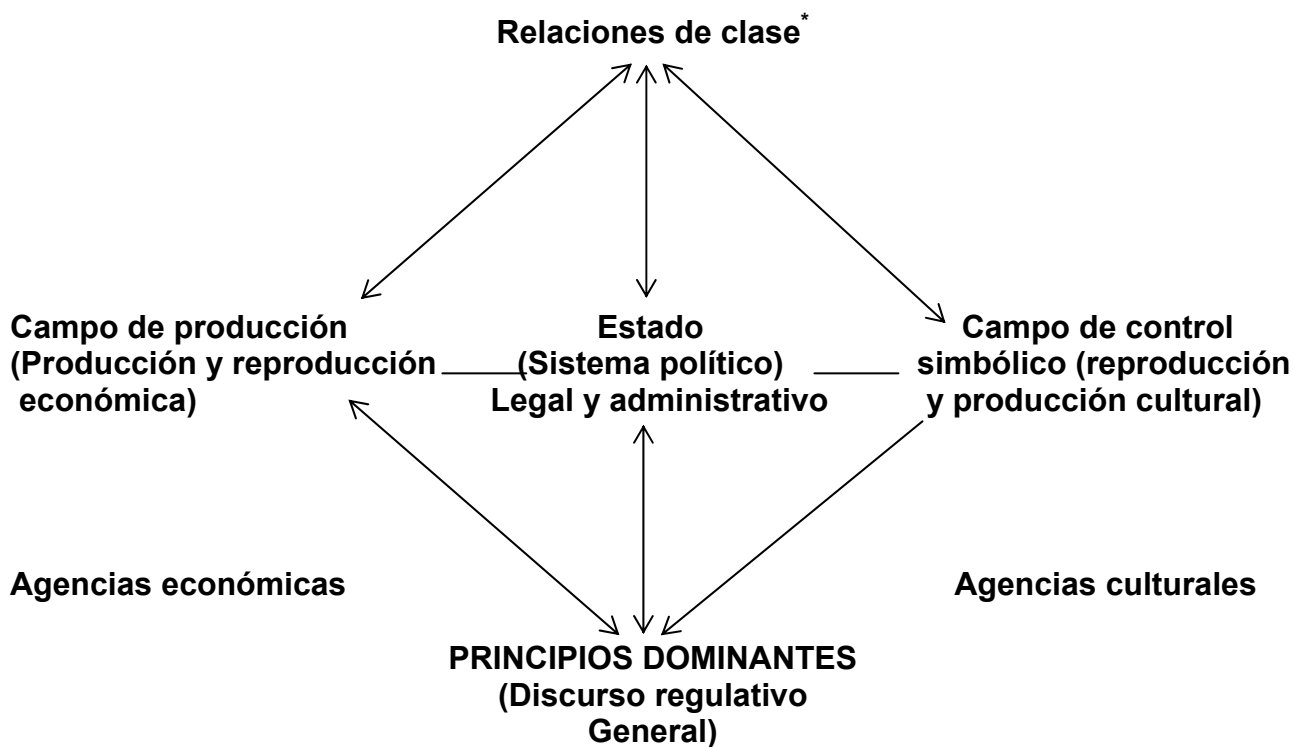 Relaciones de clase*
Campo de producción
(Producción y reproducción
económica)
Estado
(Sistema político)
Legal y administrativo
Campo de control
simbólico (reproducción
y producción cultural)
Agencias económicas
Agencias culturales
PRINCIPIOS DOMINANTES
(Discurso regulativo
General)